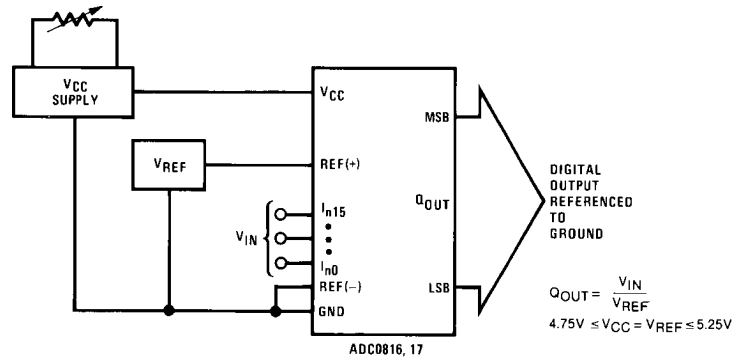 VCC
SUPPLY
VREF
VCC
REF(+)
VIN
In15
In0
REF(−)
GND
MSB
QOUT
LSB
ADC0816, 17
DIGITAL
OUTPUT
REFERENCED
TO
GROUND
QOUT = VIN
VREF
4.75V ≤ VCC = VREF ≤ 5.25V